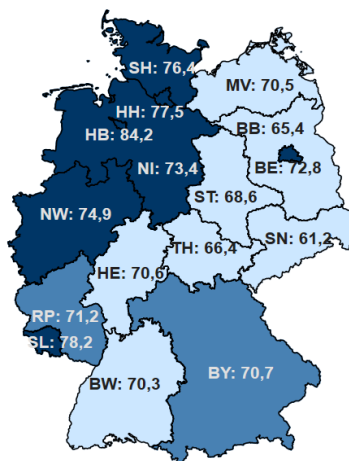 SH: 76,4
MV: 70,5
HH: 77,5
BB: 65,4
HB: 84,2
NI: 73,4
BE: 72,8
ST: 68,6
NW: 74,9
SN: 61,2
TH: 66,4
HE: 70,6
RP: 71,2
SL: 78,2
BW: 70,3
BY: 70,7